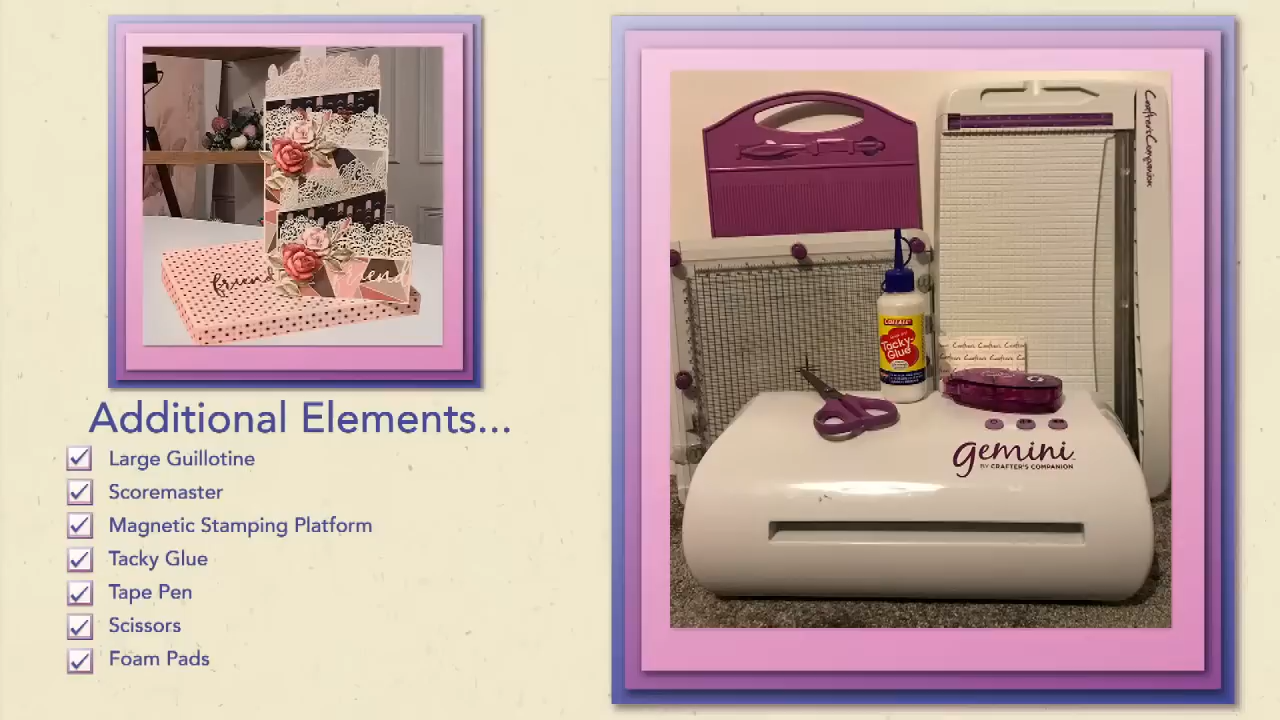 friend
friend
Additional Elements...
Large Guillotine
Scoremaster
Magnetic Stamping Platform
Tacky Glue
Tape Pen
Scissors
Foam Pads
Crafter's Companion
Tacky
Glue
gemini
BY CRAFTER'S COMPANION